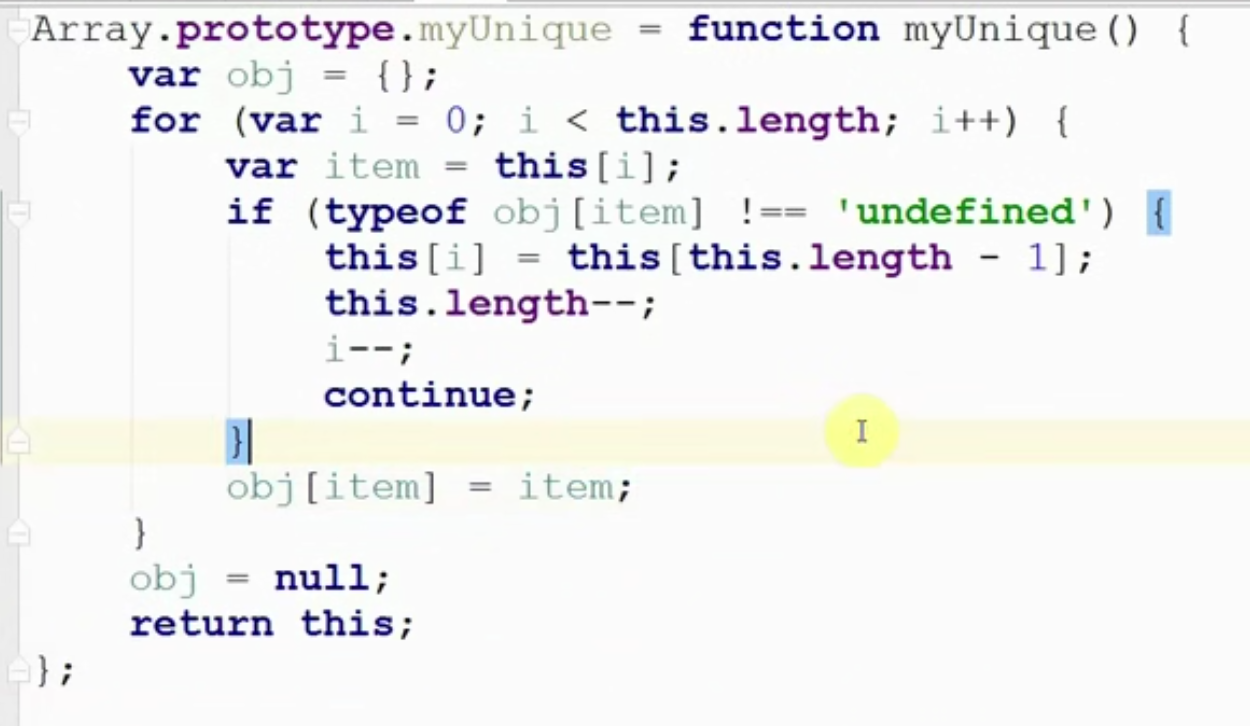 Array.prototype.myUnique = function myUnique() {
    var obj = {};
    for (var i = 0; i < this.length; i++) {
        var item = this[i];
        if (typeof obj[item] !== 'undefined') {
            this[i] = this[this.length - 1];
            this.length--;
            i--;
            continue;
        }
        obj[item] = item;
    }
    obj = null;
    return this;
};